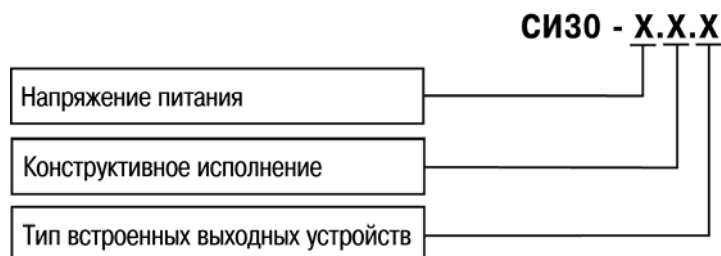 СИ30 - Х.Х.Х
Напряжение питания
Конструктивное исполнение
Тип встроенных выходных устройств